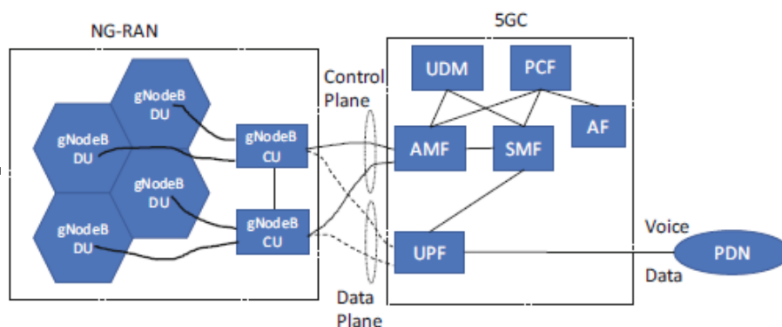 NG-RAN
5GC
gNodeB
DU
gNodeB
DU
gNodeB
DU
gNodeB
DU
gNodeB
CU
gNodeB
CU
Control
Plane
Data
Plane
UDM
PCF
AF
AMF
SMF
UPF
Voice
Data
PDN